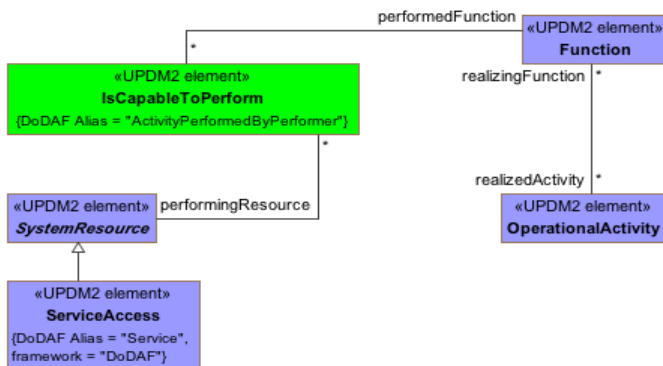 performedFunction
*
«UPDM2 element»
Function
«UPDM2 element»
IsCapableToPerform
{DoDAF Alias = "ActivityPerformedByPerformer"}
realizingFunction
*
*
realizedActivity
*
«UPDM2 element»
SystemResource
performingResource
«UPDM2 element»
OperationalActivity
«UPDM2 element»
ServiceAccess
{DoDAF Alias = "Service",
framework = "DoDAF"}